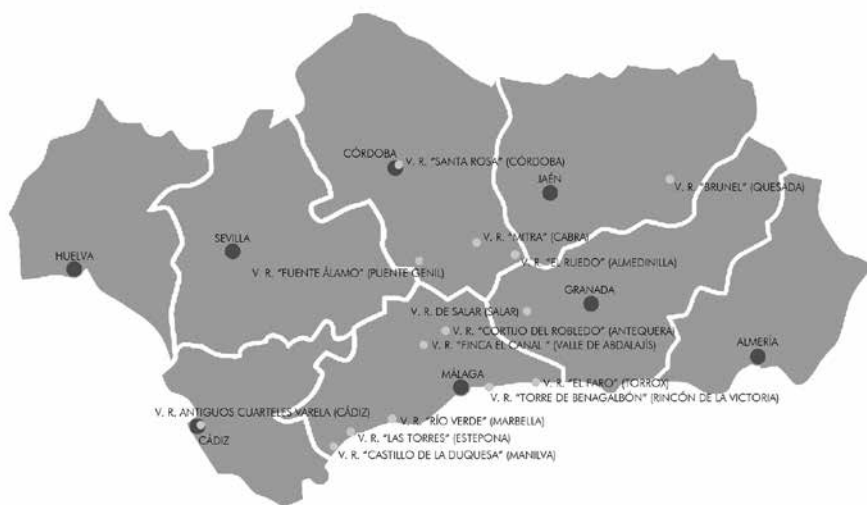 CÓRDOBA
V. R. "SANTA ROSA" (CÓRDOBA)
JAÉN
V. R. "BRUNEL" (QUESADA)
HUELVA
SEVILLA
V. R. "MITRA" (CABRA)
V. R. "EL RUEDO" (ALMEDINILLA)
V. R. "FUENTE ÁLAMO" (PUENTE GENIL)
GRANADA
V. R. DE SALAR (SALAR)
V. R. "CORTIJO DEL ROBLEDO" (ANTEQUERA)
V. R. "FINCA EL CANAL " (VALLE DE ABDALAJÍS)
ALMERÍA
MÁLAGA
V. R. "EL FARO" (TORROX)
V. R. "TORRE DE BENAGALBÓN" (RINCÓN DE LA VICTORIA)
V. R. ANTIGUOS CUARTELES VARELA (CÁDIZ)
CÁDIZ
V. R. "RÍO VERDE" (MARBELLA)
V. R. "LAS TORRES" (ESTEPONA)
V. R. "CASTILLO DE LA DUQUESA" (MANILVA)